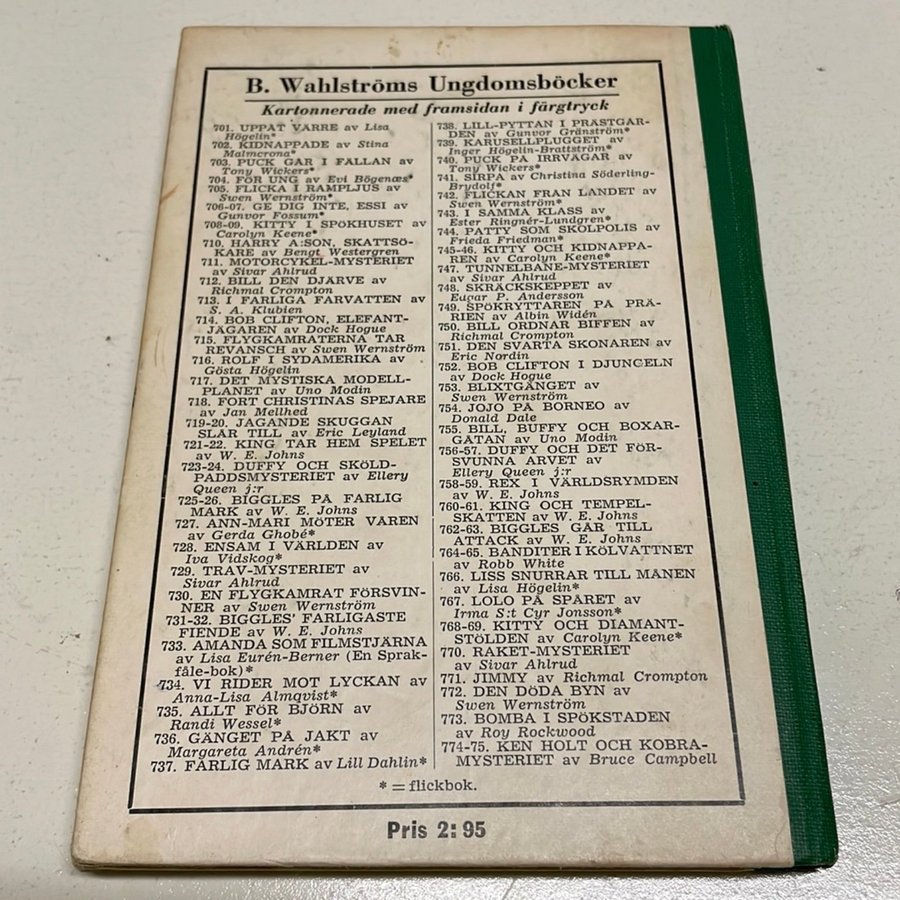 B. Wahlströms Ungdomsböcker
Kartonnerade med framsidan i färgtryck
701. UPPÅT VÄRRE av Lisa
Högelin*
702. KIDNAPPADE av Stina
Malmcrona*
703. PUCK GÅR I FÄLLAN av
Tony Wickers*
704. FÖR UNG av Evi Bögenæs*
705. FLICKA I RAMPLJUS av
Swen Wernström*
706-07. GE DIG INTE, ESSI av
Gunvor Fossum*
708-09. KITTY I SPÖKHUSET av
Carolyn Keene*
710. HARRY A:SON, SKATTSÖ-
KARE av Bengt Westergren
711. MOTORCYKEL-MYSTERIET
av Sivar Ahlrud
712. BILL DEN DJÄRVE av
Richmal Crompton
713. I FARLIGA FARVATTEN av
S. A. Klubien
714. BOB CLIFTON, ELEFANT-
JÄGAREN av Dock Hogue
715. FLYGKAMRATERNA TAR
REVANSCH av Swen Wernström
716. ROLF I SYDAMERIKA av
Gösta Högelin
717. DET MYSTISKA MODELL-
PLANET av Uno Modin
718. FORT CHRISTINAS SPEJARE
av Jan Mellhed
719-20. JAGANDE SKUGGAN
SLÅR TILL av Eric Leyland
721-22. KING TAR HEM SPELET
av W. E. Johns
723-24. DUFFY OCH SKÖLD-
PADDSMYSTERIET av Ellery
Queen j:r
725-26. BIGGLES PÅ FARLIG
MARK av W. E. Johns
727. ANN-MARI MÖTER VÅREN
av Gerda Ghobé*
728. ENSAM I VÄRLDEN av
Iva Vidskog*
729. TRAV-MYSTERIET av
Sivar Ahlrud
730. EN FLYGKAMRAT FÖRSVIN-
NER av Swen Wernström
731-32. BIGGLES' FARLIGASTE
FIENDE av W. E. Johns
733. AMANDA SOM FILMSTJÄRNA
av Lisa Eurén-Berner (En Språk-
fåle-bok)*
734. VI RIDER MOT LYCKAN av
Anna-Lisa Almqvist*
735. ALLT FÖR BJÖRN av
Randi Wessel*
736. GÄNGET PÅ JAKT av
Margareta Andrén*
737. FARLIG MARK av Lill Dahlin*
738. LILL-PYTTAN I PRÄSTGÅR-
DEN av Gunvor Gränström*
739. KARUSELLPLUGGET av
Inger Högelin-Brattström*
740. PUCK PÅ IRRVÄGAR av
Tony Wickers*
741. SIRPA av Christina Söderling-
Brydolf*
742. FLICKAN FRÅN LANDET av
Swen Wernström*
743. I SAMMA KLASS av
Ester Ringnér-Lundgren*
744. PATTY SOM SKOLPOLIS av
Frieda Friedman*
745-46. KITTY OCH KIDNAPPA-
REN av Carolyn Keene*
747. TUNNELBANE-MYSTERIET
av Sivar Ahlrud
748. SKRÄCKSKEPPET av
Edgar P. Andersson
749. SPÖKRYTTAREN PÅ PRÄ-
RIEN av Albin Widén
750. BILL ORDNAR BIFFEN av
Richmal Crompton
751. DEN SVARTA SKONAREN av
Eric Nordin
752. BOB CLIFTON I DJUNGELN
av Dock Hogue
753. BLIXTGÄNGET av
Swen Wernström
754. JOJO PÅ BORNEO av
Donald Dale
755. BILL, BUFFY OCH BOXAR-
GÅTAN av Uno Modin
756-57. DUFFY OCH DET FÖR-
SVUNNA ARVET av
Ellery Queen j:r
758-59. REX I VÄRLDSRYMDEN
av W. E. Johns
760-61. KING OCH TEMPEL-
SKATTEN av W. E. Johns
762-63. BIGGLES GÅR TILL
ATTACK av W. E. Johns
764-65. BANDITER I KÖLVATTNET
av Robb White
766. LISS SNURRAR TILL MÅNEN
av Lisa Högelin*
767. LOLO PÅ SPÅRET av
Irma S:t Cyr Jonsson*
768-69. KITTY OCH DIAMANT-
STÖLDEN av Carolyn Keene*
770. RAKET-MYSTERIET av
Sivar Ahlrud
771. JIMMY av Richmal Crompton
772. DEN DÖDA BYN av
Swen Wernström
773. BOMBA I SPÖKSTADEN
av Roy Rockwood
774-75. KEN HOLT OCH KOBRA-
MYSTERIET av Bruce Campbell
* = flickbok.
Pris 2:95